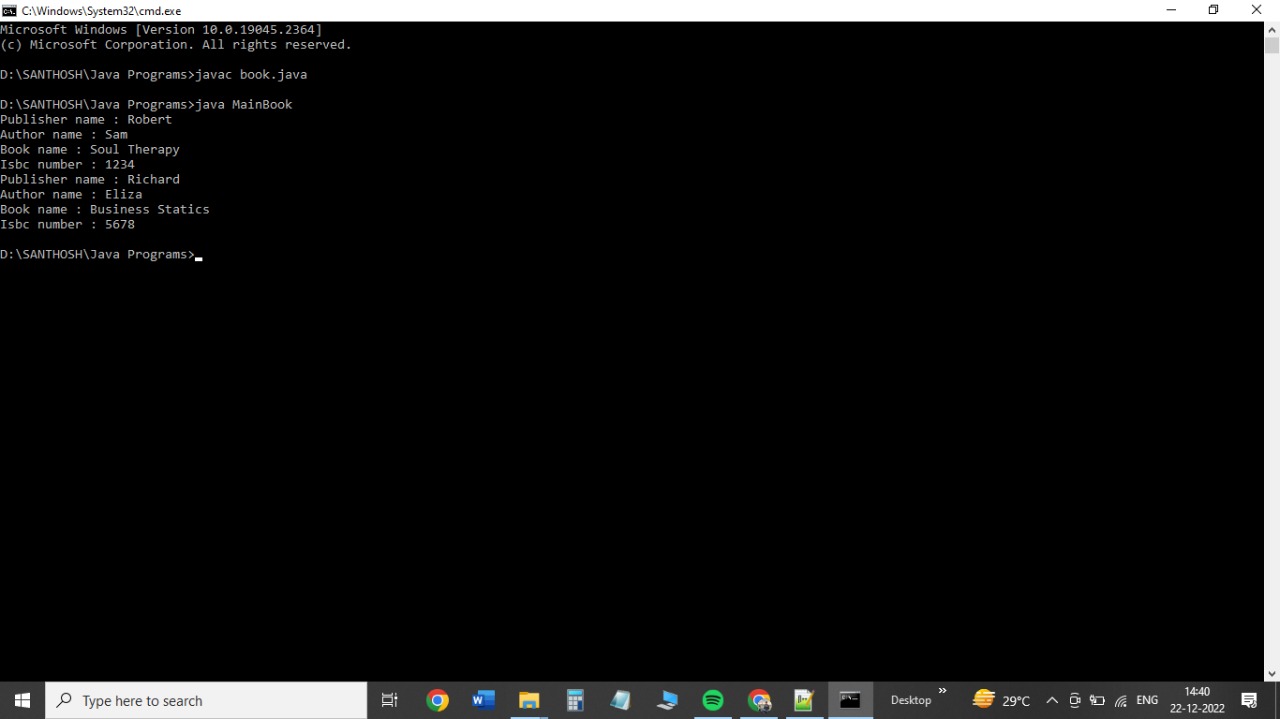 C:\Windows\System32\cmd.exe
Microsoft Windows [Version 10.0.19045.2364]
(c) Microsoft Corporation. All rights reserved.
D:\SANTHOSH\Java Programs>javac book.java
D:\SANTHOSH\Java Programs>java MainBook
Publisher name : Robert
Author name : Sam
Book name : Soul Therapy
Isbc number : 1234
Publisher name : Richard
Author name : Eliza
Book name : Business Statics
Isbc number : 5678
D:\SANTHOSH\Java Programs>
Type here to search
Desktop
29°C
ENG
14:40
22-12-2022